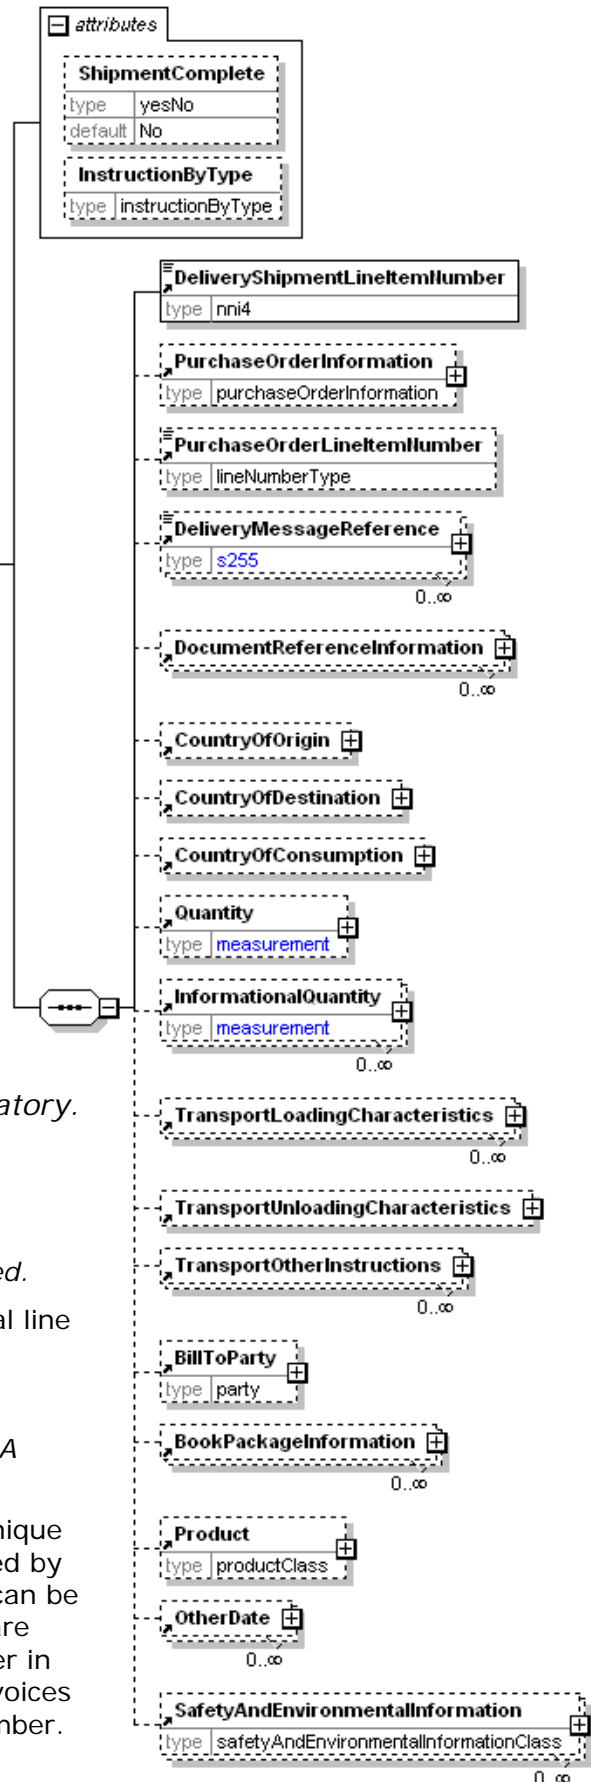 attributes
ShipmentComplete
type yesNo
default No
InstructionByType
type instructionByType
DeliveryShipmentLineItemNumber
type nni4
PurchaseOrderInformation
type purchaseOrderInformation
PurchaseOrderLineItemNumber
type lineNumberType
DeliveryMessageReference
type s255
0..∞
DocumentReferenceInformation
0..∞
CountryOfOrigin
CountryOfDestination
CountryOfConsumption
Quantity
type measurement
InformationalQuantity
type measurement
0..∞
atory.
TransportLoadingCharacteristics
0..∞
TransportUnloadingCharacteristics
ed.
TransportOtherInstructions
0..∞
al line
BillToParty
type party
A
BookPackageInformation
0..∞
nique
Product
ed by
type productClass
can be
are
OtherDate
er in
0..∞
voices
SafetyAndEnvironmentalInformation
mber.
type safetyAndEnvironmentalInformationClass
0..∞